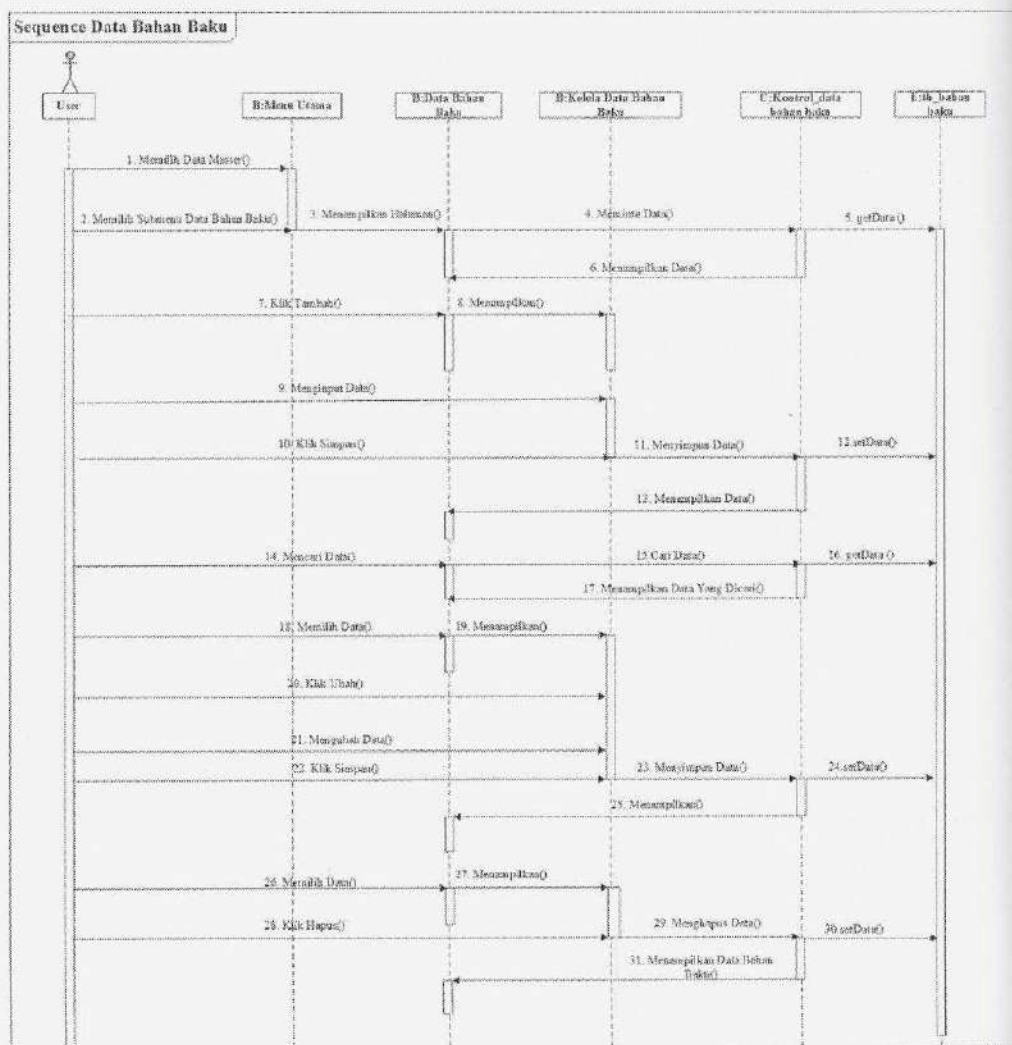 Sequence Data Bahan Baku
User
B:Menu Utama
B:Data Bahan
Baku
B:Kelola Data Bahan
Baku
C:Kontrol_data
bahan baku
E:tb_bahan
baku
1. Memilih Data Master()
2. Memilih Submenu Data Bahan Baku()
3. Menampilkan Halaman()
4. Meminta Data()
5. getData ()
6. Menampilkan Data()
7. Klik Tambah()
8. Menampilkan()
9. Menginput Data()
10. Klik Simpan()
11. Menyimpan Data()
12.setData()
13. Menampilkan Data()
14. Mencari Data()
15 Cari Data()
16. getData ()
17. Menampilkan Data Yang Dicari()
18. Memilih Data()
19. Menampilkan()
20. Klik Ubah()
21. Mengubah Data()
22. Klik Simpan()
23. Menyimpan Data()
24.setData()
25. Menampilkan()
26. Memilih Data()
27. Menampilkan()
28. Klik Hapus()
29. Menghapus Data()
30.setData()
31. Menampilkan Data Bahan
Baku()